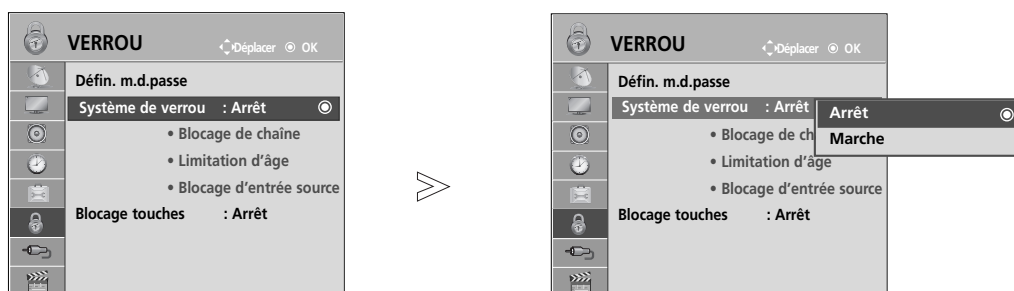 VERROU
Déplacer OK
Défin. m.d.passe
Système de verrou : Arrêt
• Blocage de chaîne
• Limitation d'âge
• Blocage d'entrée source
Blocage touches : Arrêt
VERROU
Déplacer OK
Défin. m.d.passe
Système de verrou : Arrêt
Arrêt
Marche
• Blocage de ch
• Limitation d'âge
• Blocage d'entrée source
Blocage touches : Arrêt